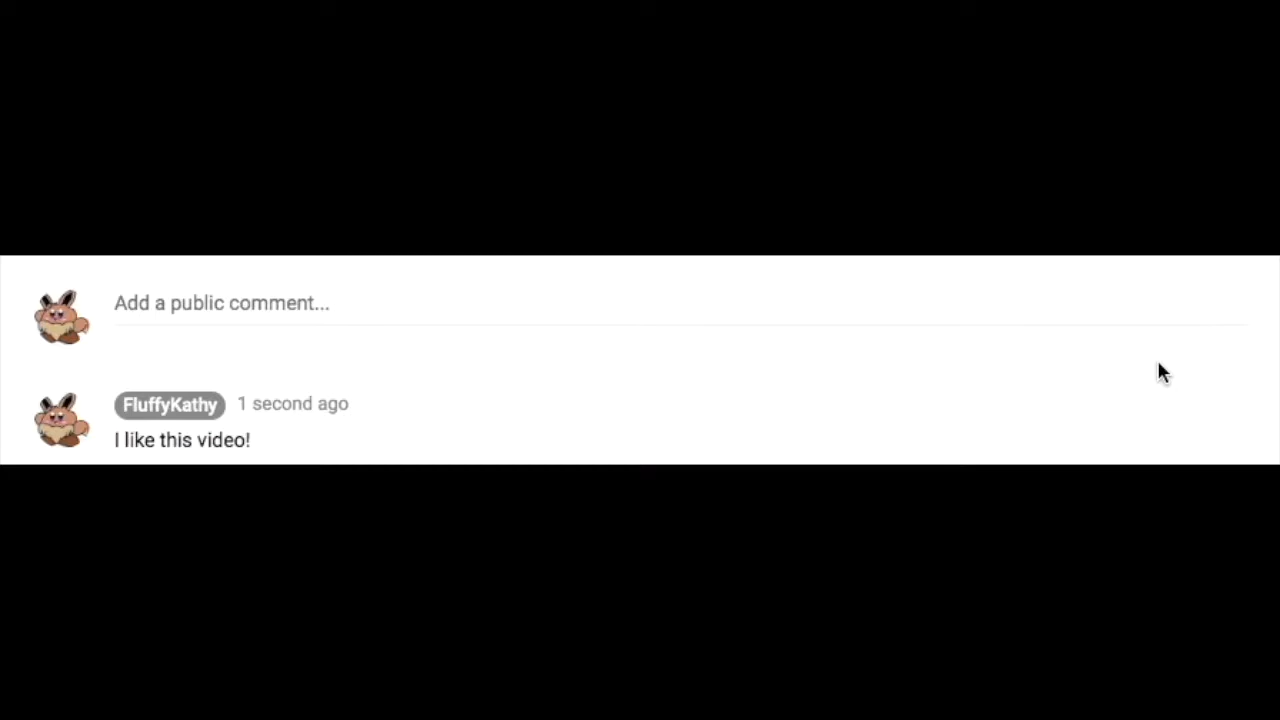 Add a public comment...
FluffyKathy 1 second ago
I like this video!